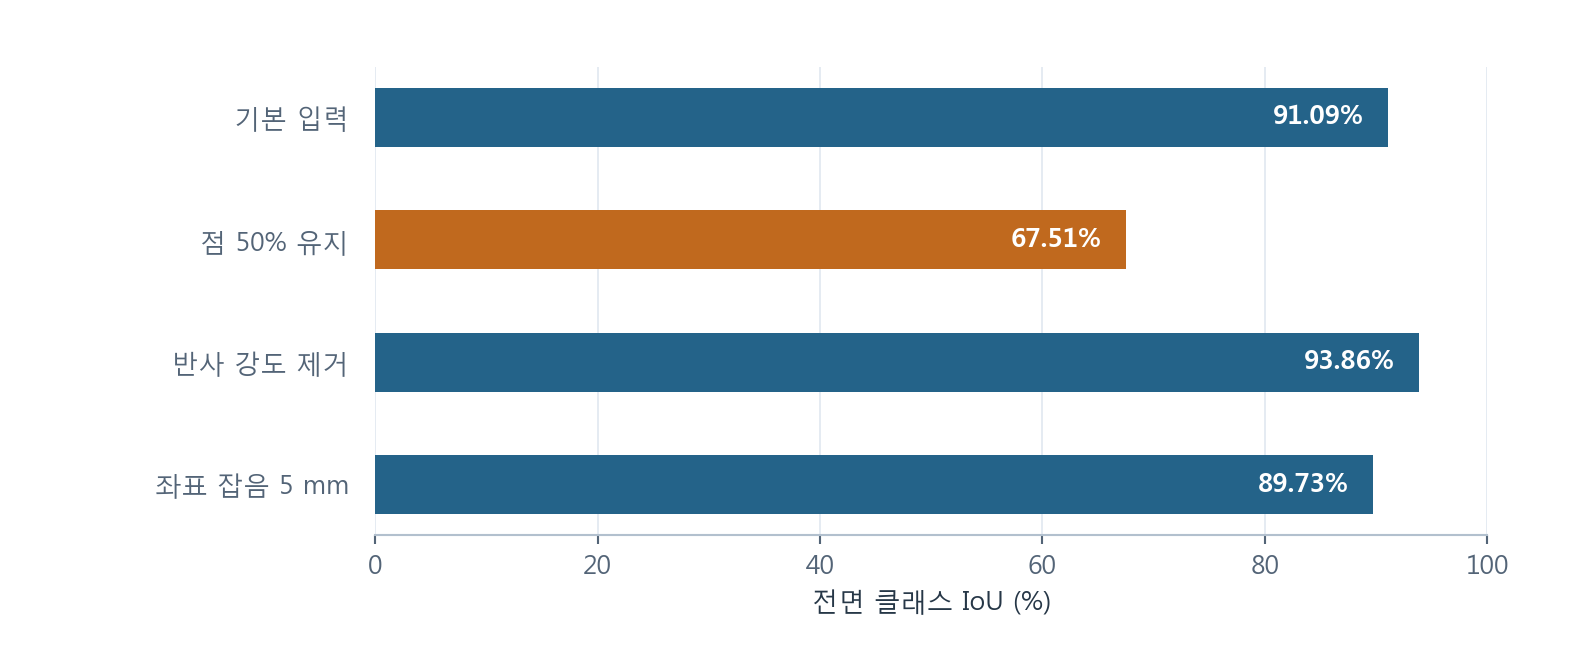 기본 입력
91.09%
점 50% 유지
67.51%
반사 강도 제거
93.86%
좌표 잡음 5 mm
89.73%
0 20 40 60 80 100
전면 클래스 IoU (%)